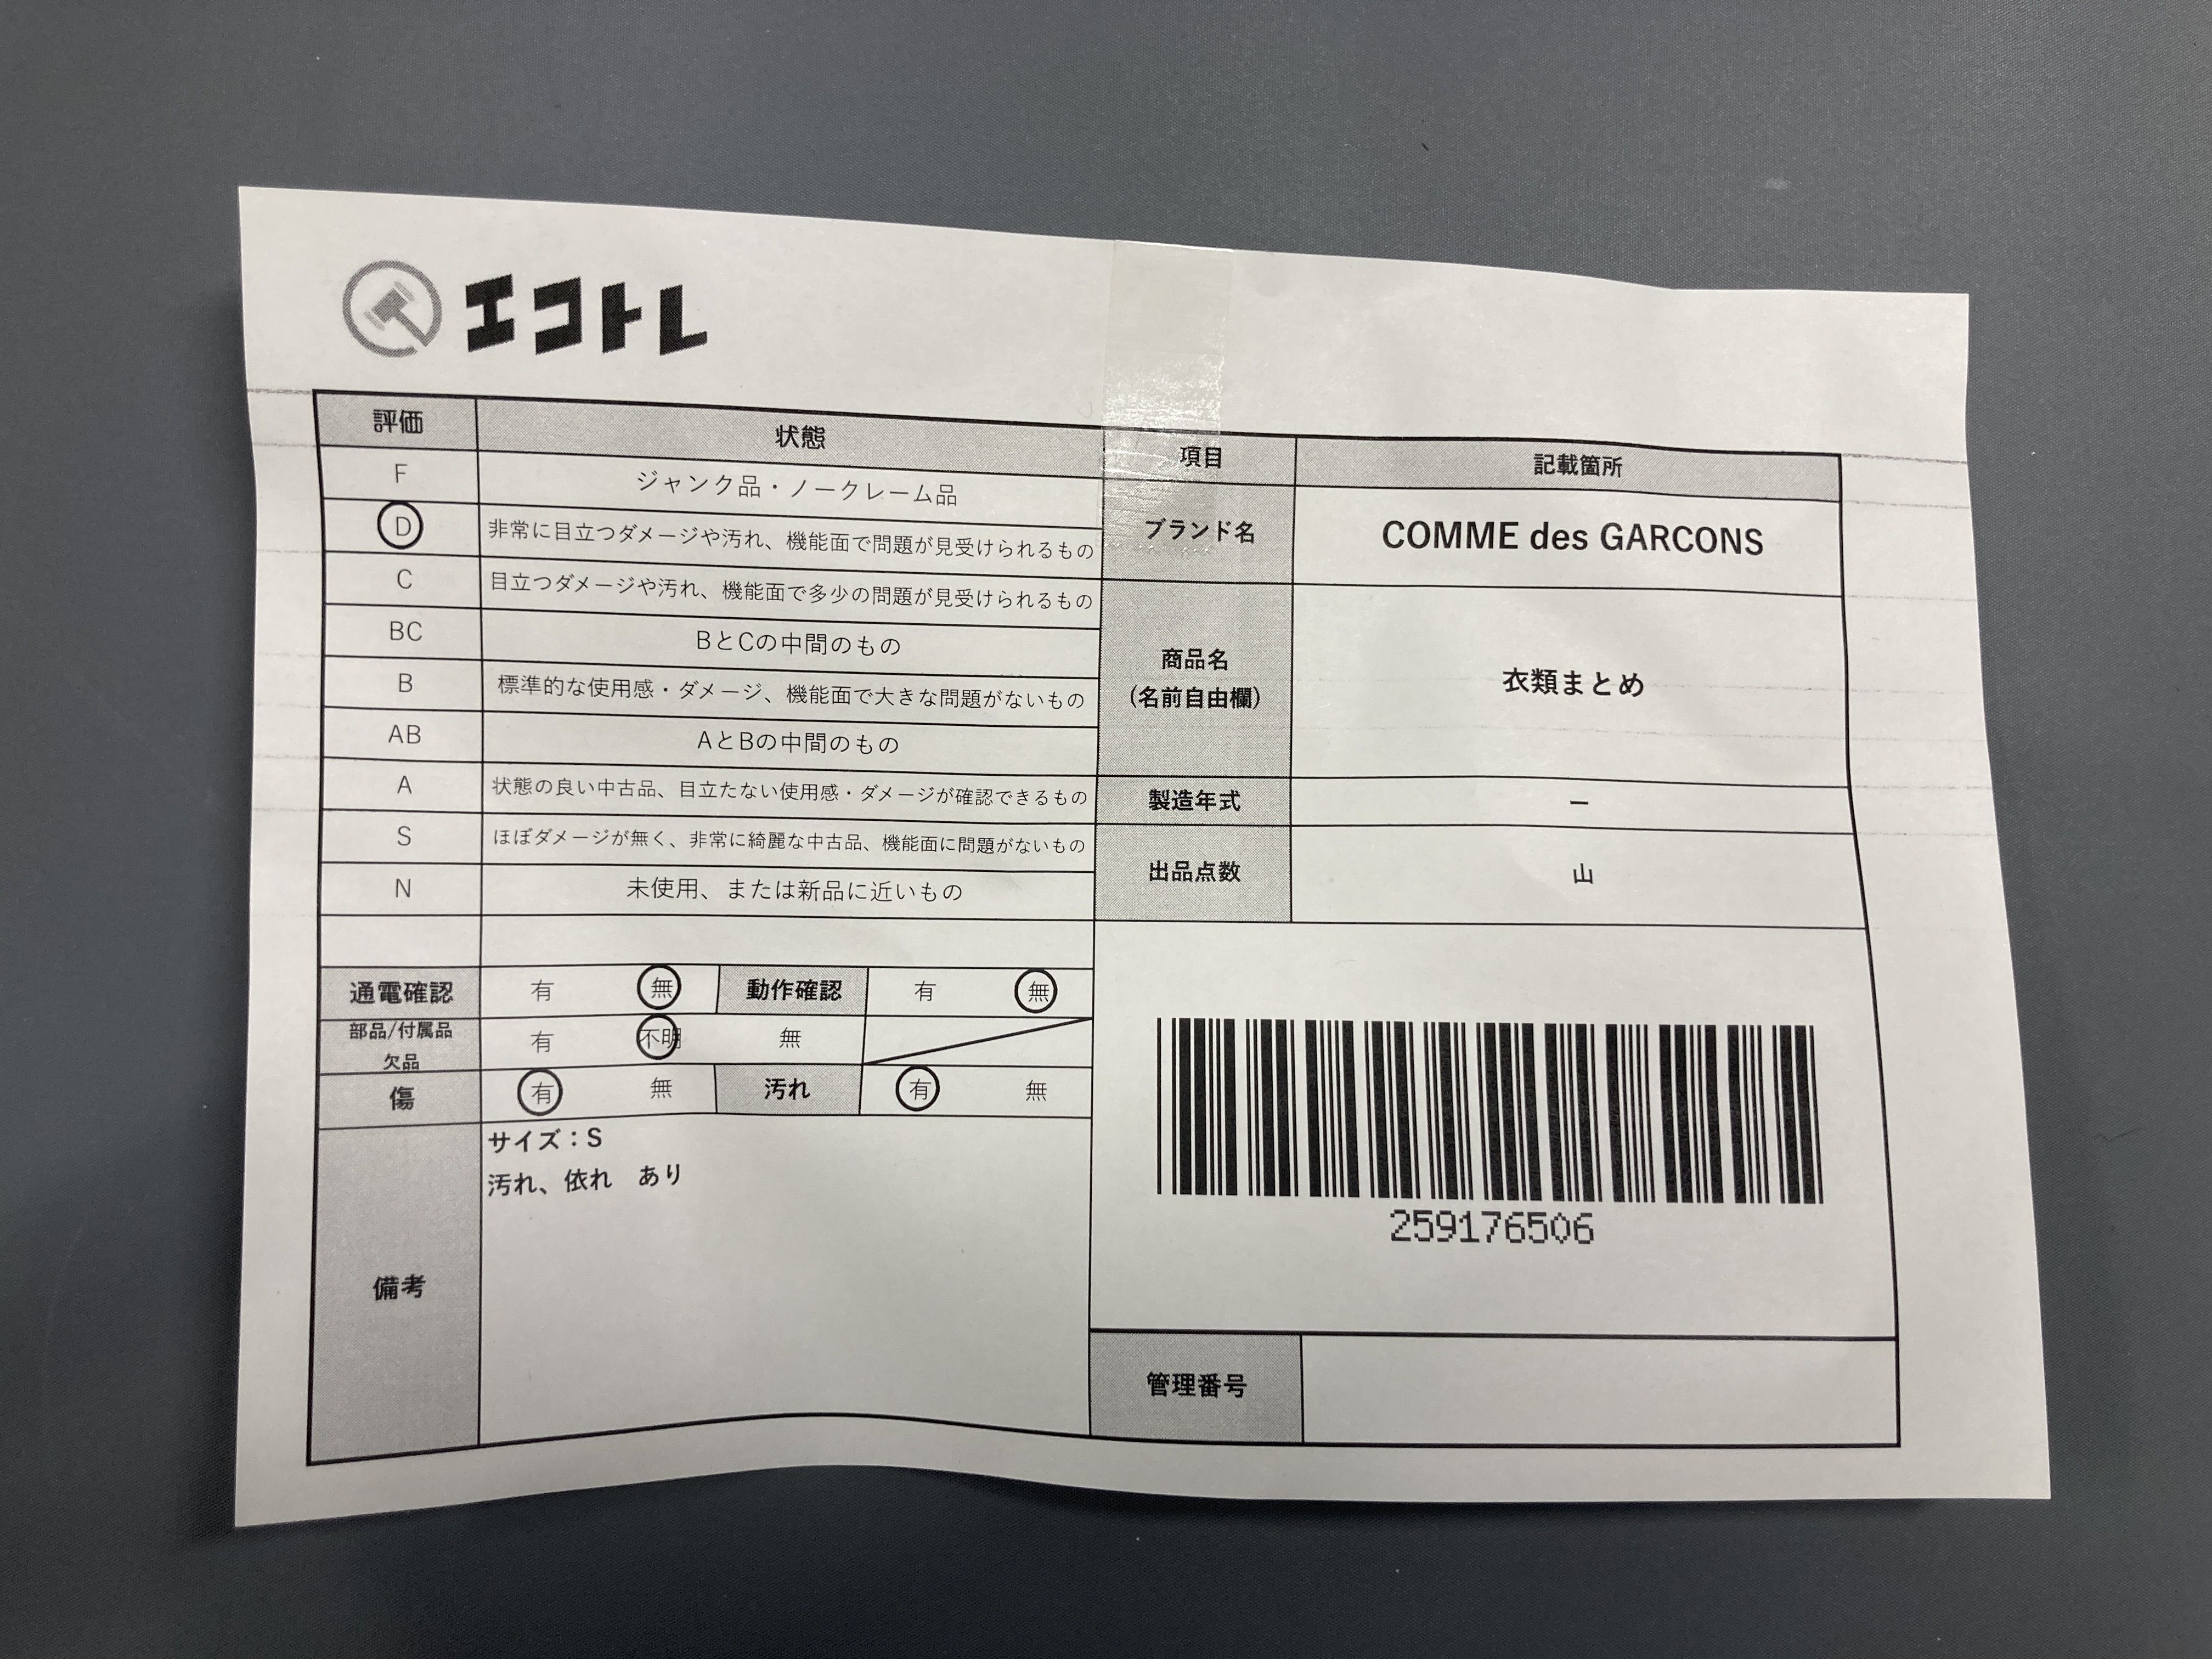 エコトレ
評価 状態 項目 記載箇所
F ジャンク品・ノークレーム品
D 非常に目立つダメージや汚れ、機能面で問題が見受けられるもの
ブランド名 COMME des GARCONS
C 目立つダメージや汚れ、機能面で多少の問題が見受けられるもの
BC BとCの中間のもの
B 標準的な使用感・ダメージ、機能面で大きな問題がないもの
商品名
(名前自由欄)
衣類まとめ
AB AとBの中間のもの
A 状態の良い中古品、目立たない使用感・ダメージが確認できるもの
製造年式 ー
S ほぼダメージが無く、非常に綺麗な中古品、機能面に問題がないもの
出品点数 山
N 未使用、または新品に近いもの
通電確認 有 無 動作確認 有 無
部品/付属品
欠品
有 不明 無
傷 有 無 汚れ 有 無
備考
サイズ：S
汚れ、依れ　あり
259176506
管理番号